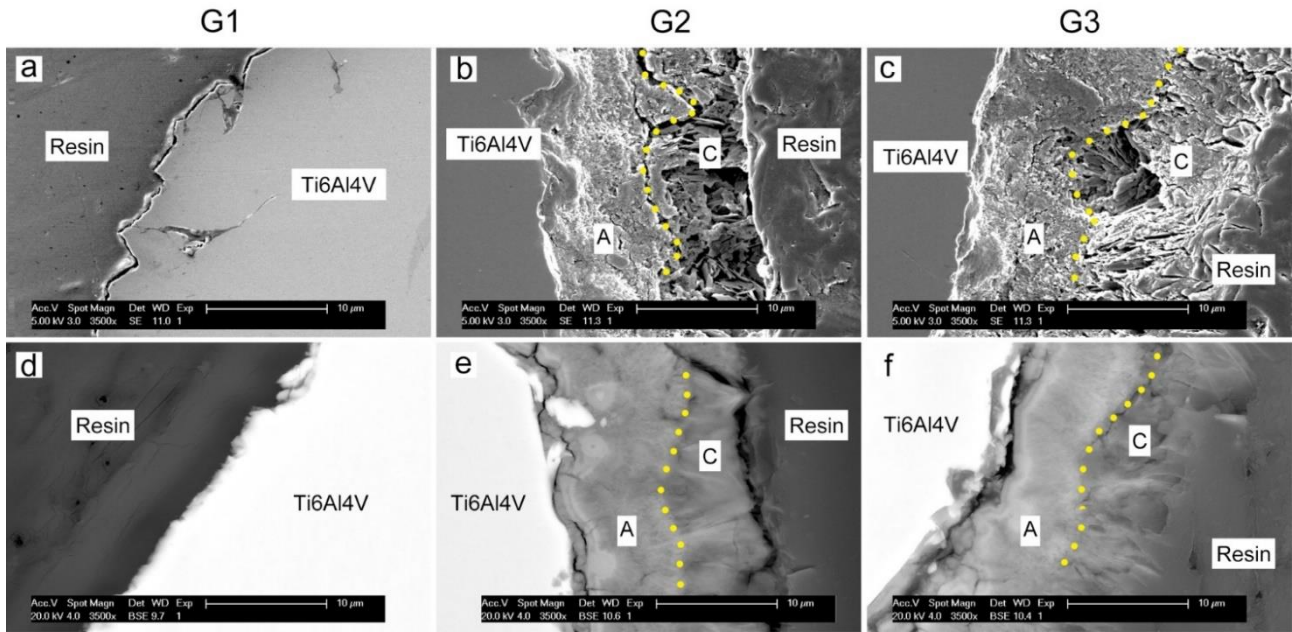 G1 G2 G3
a
Resin
Ti6Al4V
Acc.V Spot Magn Det WD Exp
5.00 kV 3.0 3500x SE 11.0 1
10 µm
b
Ti6Al4V
C
Resin
A
Acc.V Spot Magn Det WD Exp
5.00 kV 3.0 3500x SE 11.3 1
10 µm
c
Ti6Al4V
C
A
Resin
Acc.V Spot Magn Det WD Exp
5.00 kV 3.0 3500x SE 11.3 1
10 µm
d
Resin
Ti6Al4V
Acc.V Spot Magn Det WD Exp
20.0 kV 4.0 3500x BSE 9.7 1
10 µm
e
Resin
C
Ti6Al4V
A
Acc.V Spot Magn Det WD Exp
20.0 kV 4.0 3500x BSE 10.6 1
10 µm
f
Ti6Al4V
C
A
Resin
Acc.V Spot Magn Det WD Exp
20.0 kV 4.0 3500x BSE 10.4 1
10 µm